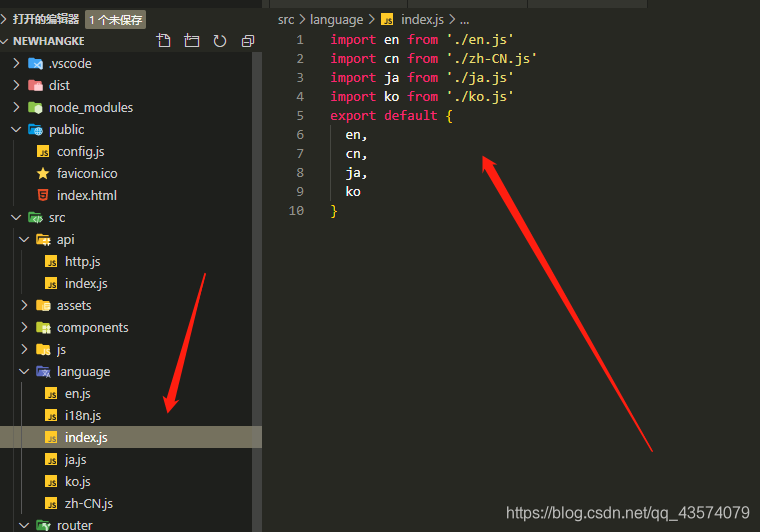 打开的编辑器 1 个未保存
NEWHANGKE
.vscode
dist
node_modules
public
config.js
favicon.ico
index.html
src
api
http.js
index.js
assets
components
js
language
en.js
i18n.js
index.js
ja.js
ko.js
zh-CN.js
router
src > language > JS index.js > ...
1 import en from './en.js'
2 import cn from './zh-CN.js'
3 import ja from './ja.js'
4 import ko from './ko.js'
5 export default {
6 en,
7 cn,
8 ja,
9 ko
10 }
https://blog.csdn.net/qq_43574079